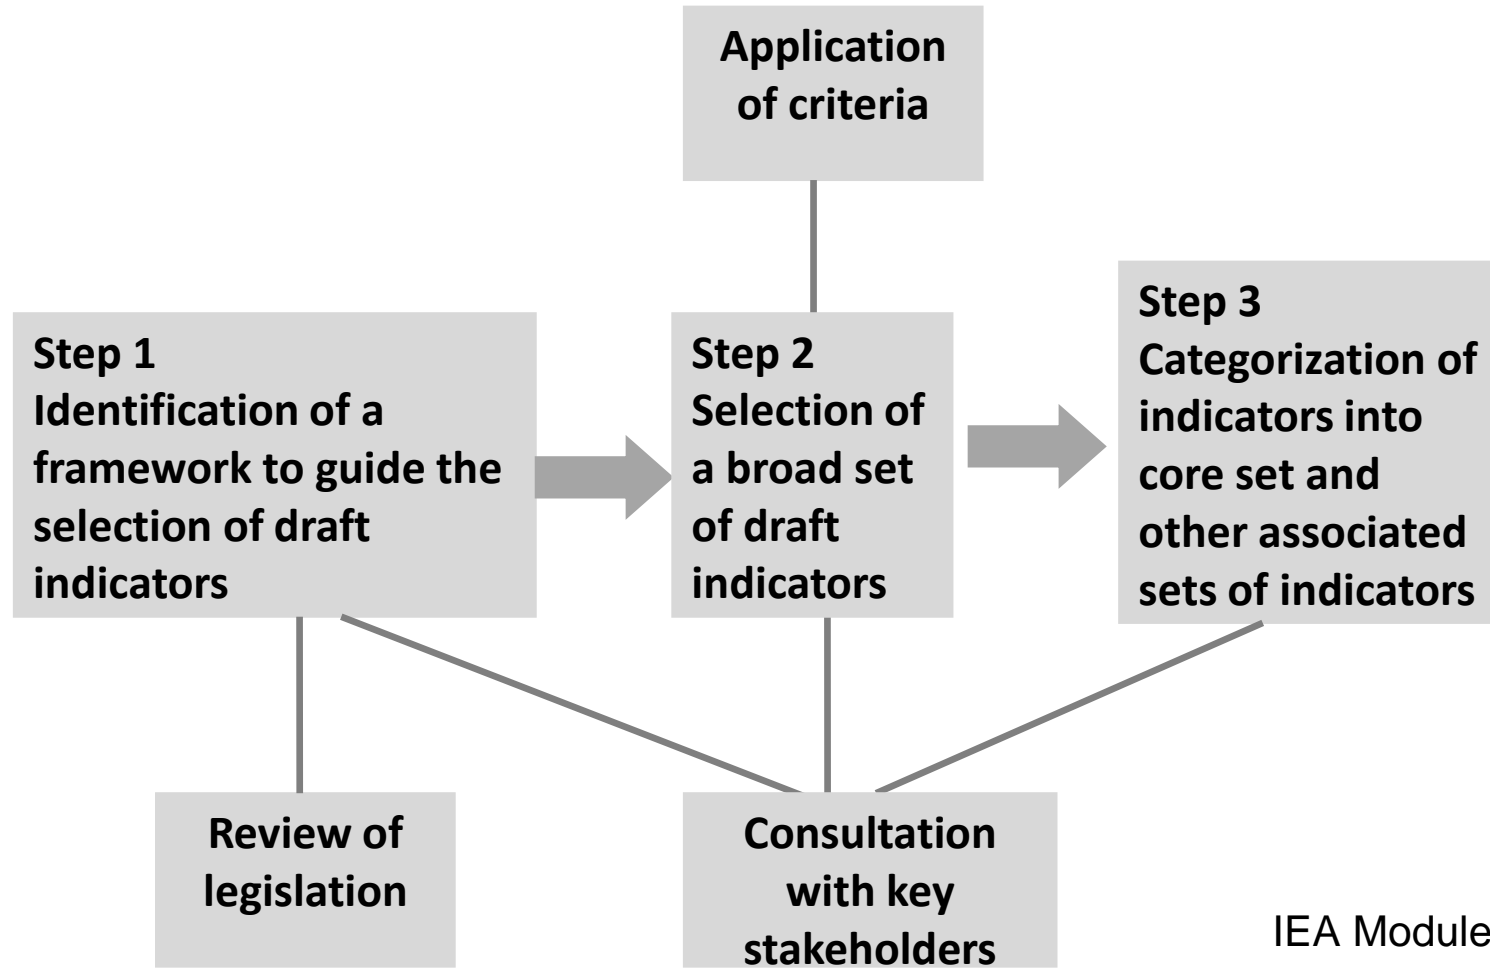 Application
of criteria
Step 1
Identification of a
framework to guide the
selection of draft
indicators
Step 2
Selection of
a broad set
of draft
indicators
Step 3
Categorization of
indicators into
core set and
other associated
sets of indicators
Review of
legislation
Consultation
with key
stakeholders
IEA Module